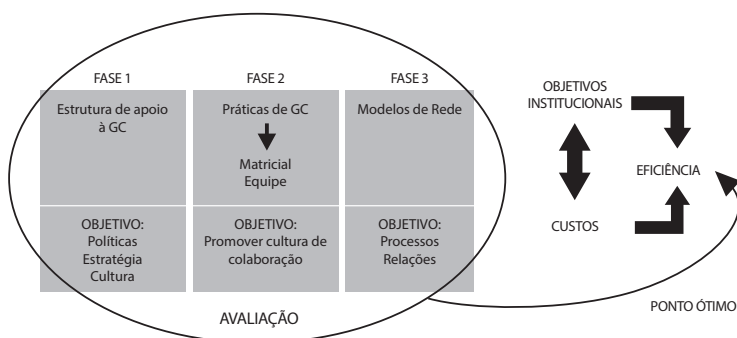 FASE 1
Estrutura de apoio
à GC
OBJETIVO:
Políticas
Estratégia
Cultura
FASE 2
Práticas de GC
Matricial
Equipe
OBJETIVO:
Promover cultura de
colaboração
FASE 3
Modelos de Rede
OBJETIVO:
Processos
Relações
AVALIAÇÃO
OBJETIVOS
INSTITUCIONAIS
EFICIÊNCIA
CUSTOS
PONTO ÓTIMO